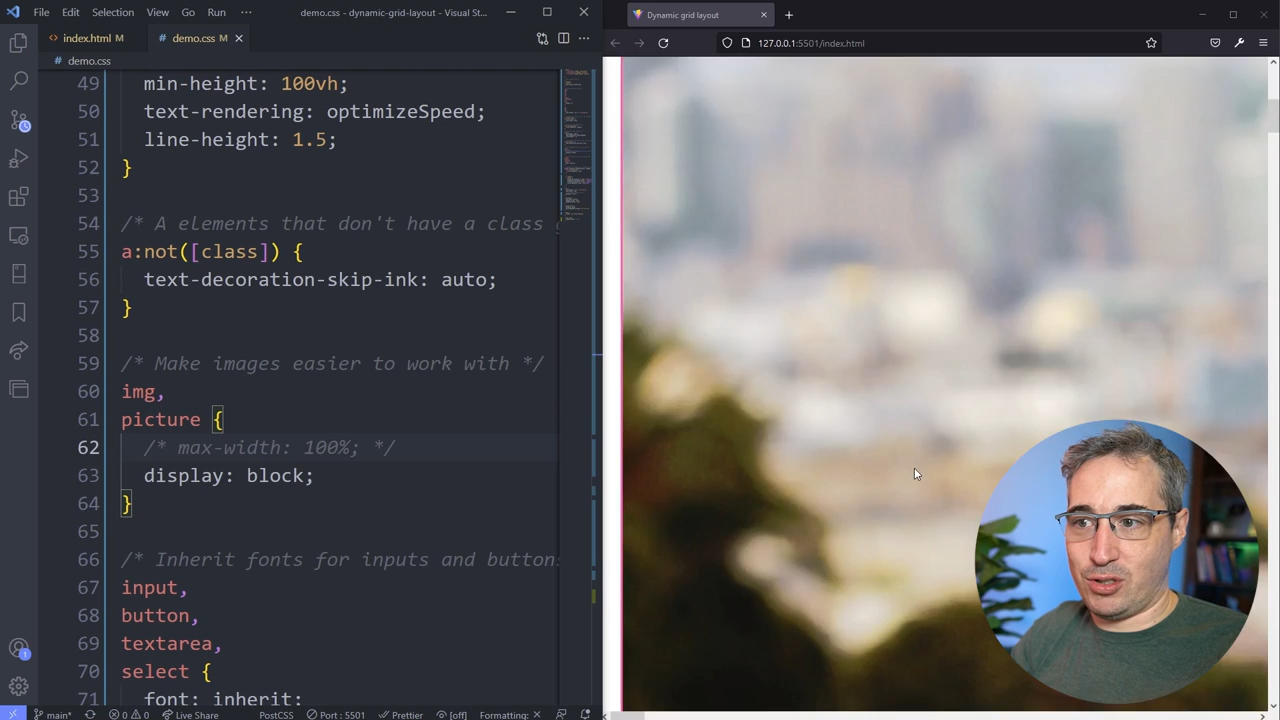 File Edit Selection View Go Run ··· demo.css - dynamic-grid-layout - Visual St...
index.html M demo.css M
demo.css
49 min-height: 100vh;
50 text-rendering: optimizeSpeed;
51 line-height: 1.5;
52 }
53
54 /* A elements that don't have a class
55 a:not([class]) {
56 text-decoration-skip-ink: auto;
57 }
58
59 /* Make images easier to work with */
60 img,
61 picture {
62 /* max-width: 100%; */
63 display: block;
64 }
65
66 /* Inherit fonts for inputs and buttons
67 input,
68 button,
69 textarea,
70 select {
71 font: inherit;
main* 0 0 Live Share PostCSS Port : 5501 Prettier [off] Formatting: ×
Dynamic grid layout
127.0.0.1:5501/index.html